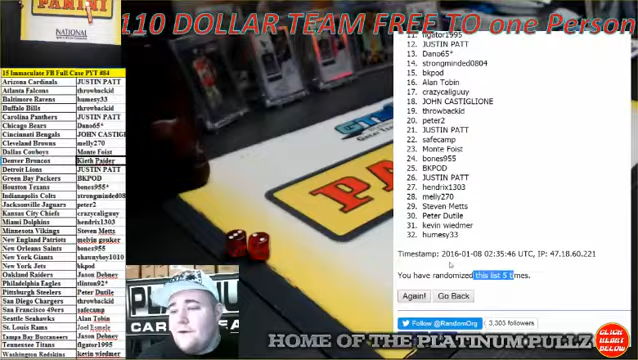 PANINI
NATIONAL
110 DOLLAR TEAM FREE TO one Person
15 Immaculate FB Full Case PYT #84
Arizona Cardinals JUSTIN PATT
Atlanta Falcons throwbackid
Baltimore Ravens humesy33
Buffalo Bills throwbackid
Carolina Panthers JUSTIN PATT
Chicago Bears Dano65*
Cincinnati Bengals JOHN CASTIGL
Cleveland Browns melly270
Dallas Cowboys Monte Foist
Denver Broncos Kieth Paider
Detroit Lions JUSTIN PATT
Green Bay Packers BKPOD
Houston Texans bones955*
Indianapolis Colts strongminded08
Jacksonville Jaguars peter2
Kansas City Chiefs crazycaliguy
Miami Dolphins hendrix1303
Minnesota Vikings Steven Metts
New England Patriots
New Orleans Saints bones955
New York Giants shawnyboy1010
New York Jets bkpod
Oakland Raiders Jason Debney
Philadelphia Eagles flinton92*
Pittsburgh Steelers Peter Dutile
San Diego Chargers throwbackid
San Francisco 49ers safecamp
Seattle Seahawks Alan Tobin
St. Louis Rams Joel Esmele
Tampa Bay Buccaneers Jason Debney
Tennessee Titans figator1995
Washington Redskins kevin wiedmer
11. figator1995
12. JUSTIN PATT
13. Dano65*
14. strongminded0804
15. bkpod
16. Alan Tobin
17. crazycaliguy
18. JOHN CASTIGLIONE
19. throwbackid
20. peter2
21. JUSTIN PATT
22. safecamp
23. Monte Foist
24. bones955
25. BKPOD
26. JUSTIN PATT
27. hendrix1303
28. melly270
29. Steven Metts
30. Peter Dutile
31. kevin wiedmer
32. humesy33
Timestamp: 2016-01-08 02:35:46 UTC, IP: 47.18.60.221
You have randomized this list 5 times.
Again! Go Back
Follow @RandomOrg 3,303 followers
HOME OF THE PLATINUM PULLZ
CLICK
HEART
BELOW